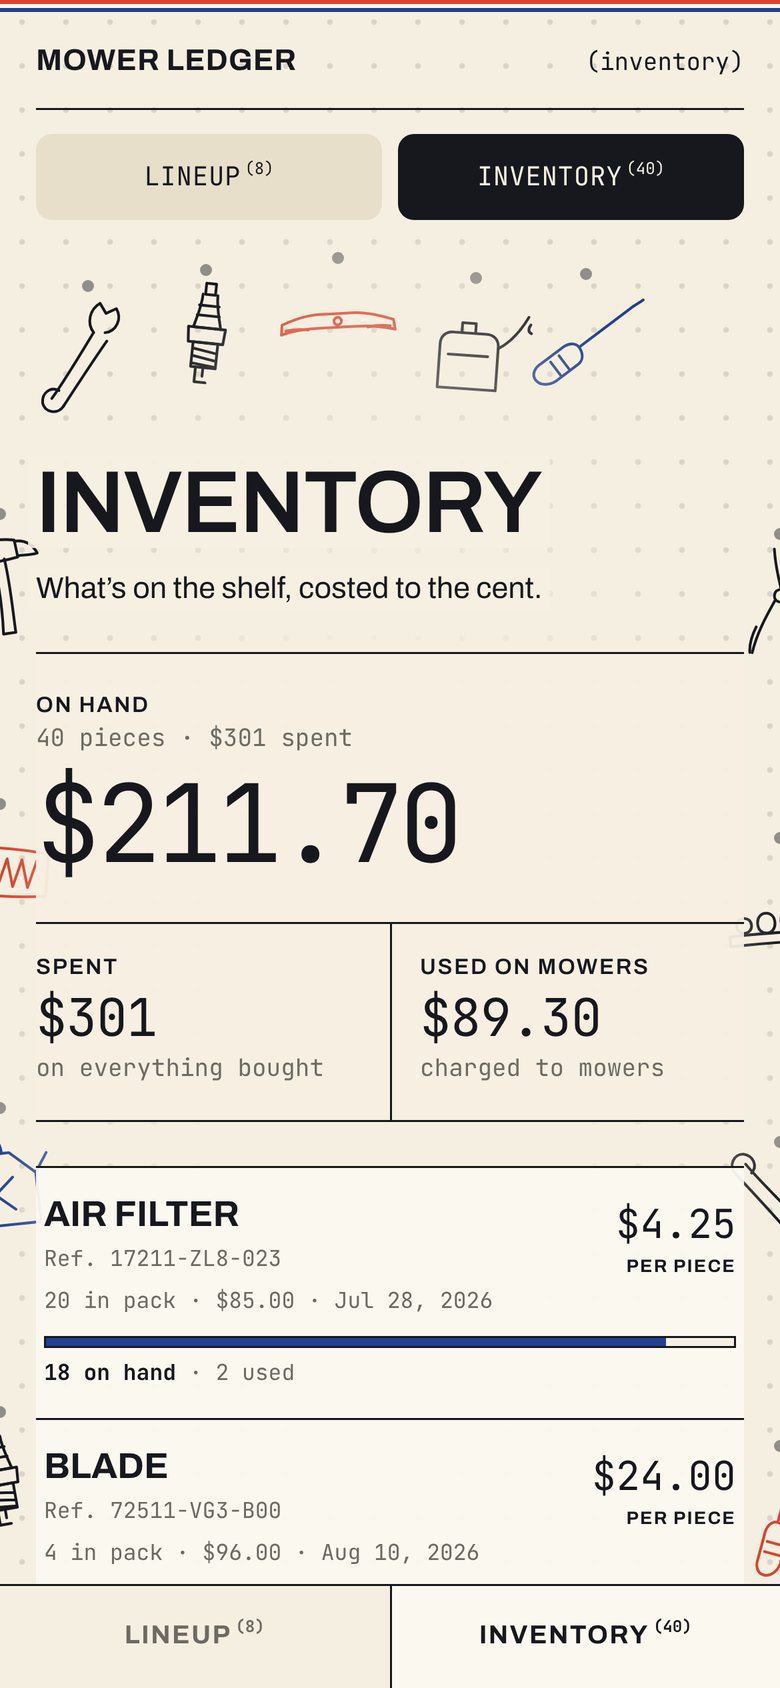 MOWER LEDGER
(inventory)
LINEUP (8)
INVENTORY (40)
INVENTORY
What’s on the shelf, costed to the cent.
ON HAND
40 pieces · $301 spent
$211.70
SPENT
$301
on everything bought
USED ON MOWERS
$89.30
charged to mowers
AIR FILTER
$4.25
Ref. 17211-ZL8-023
PER PIECE
20 in pack · $85.00 · Jul 28, 2026
18 on hand · 2 used
BLADE
$24.00
Ref. 72511-VG3-B00
PER PIECE
4 in pack · $96.00 · Aug 10, 2026
LINEUP (8)
INVENTORY (40)